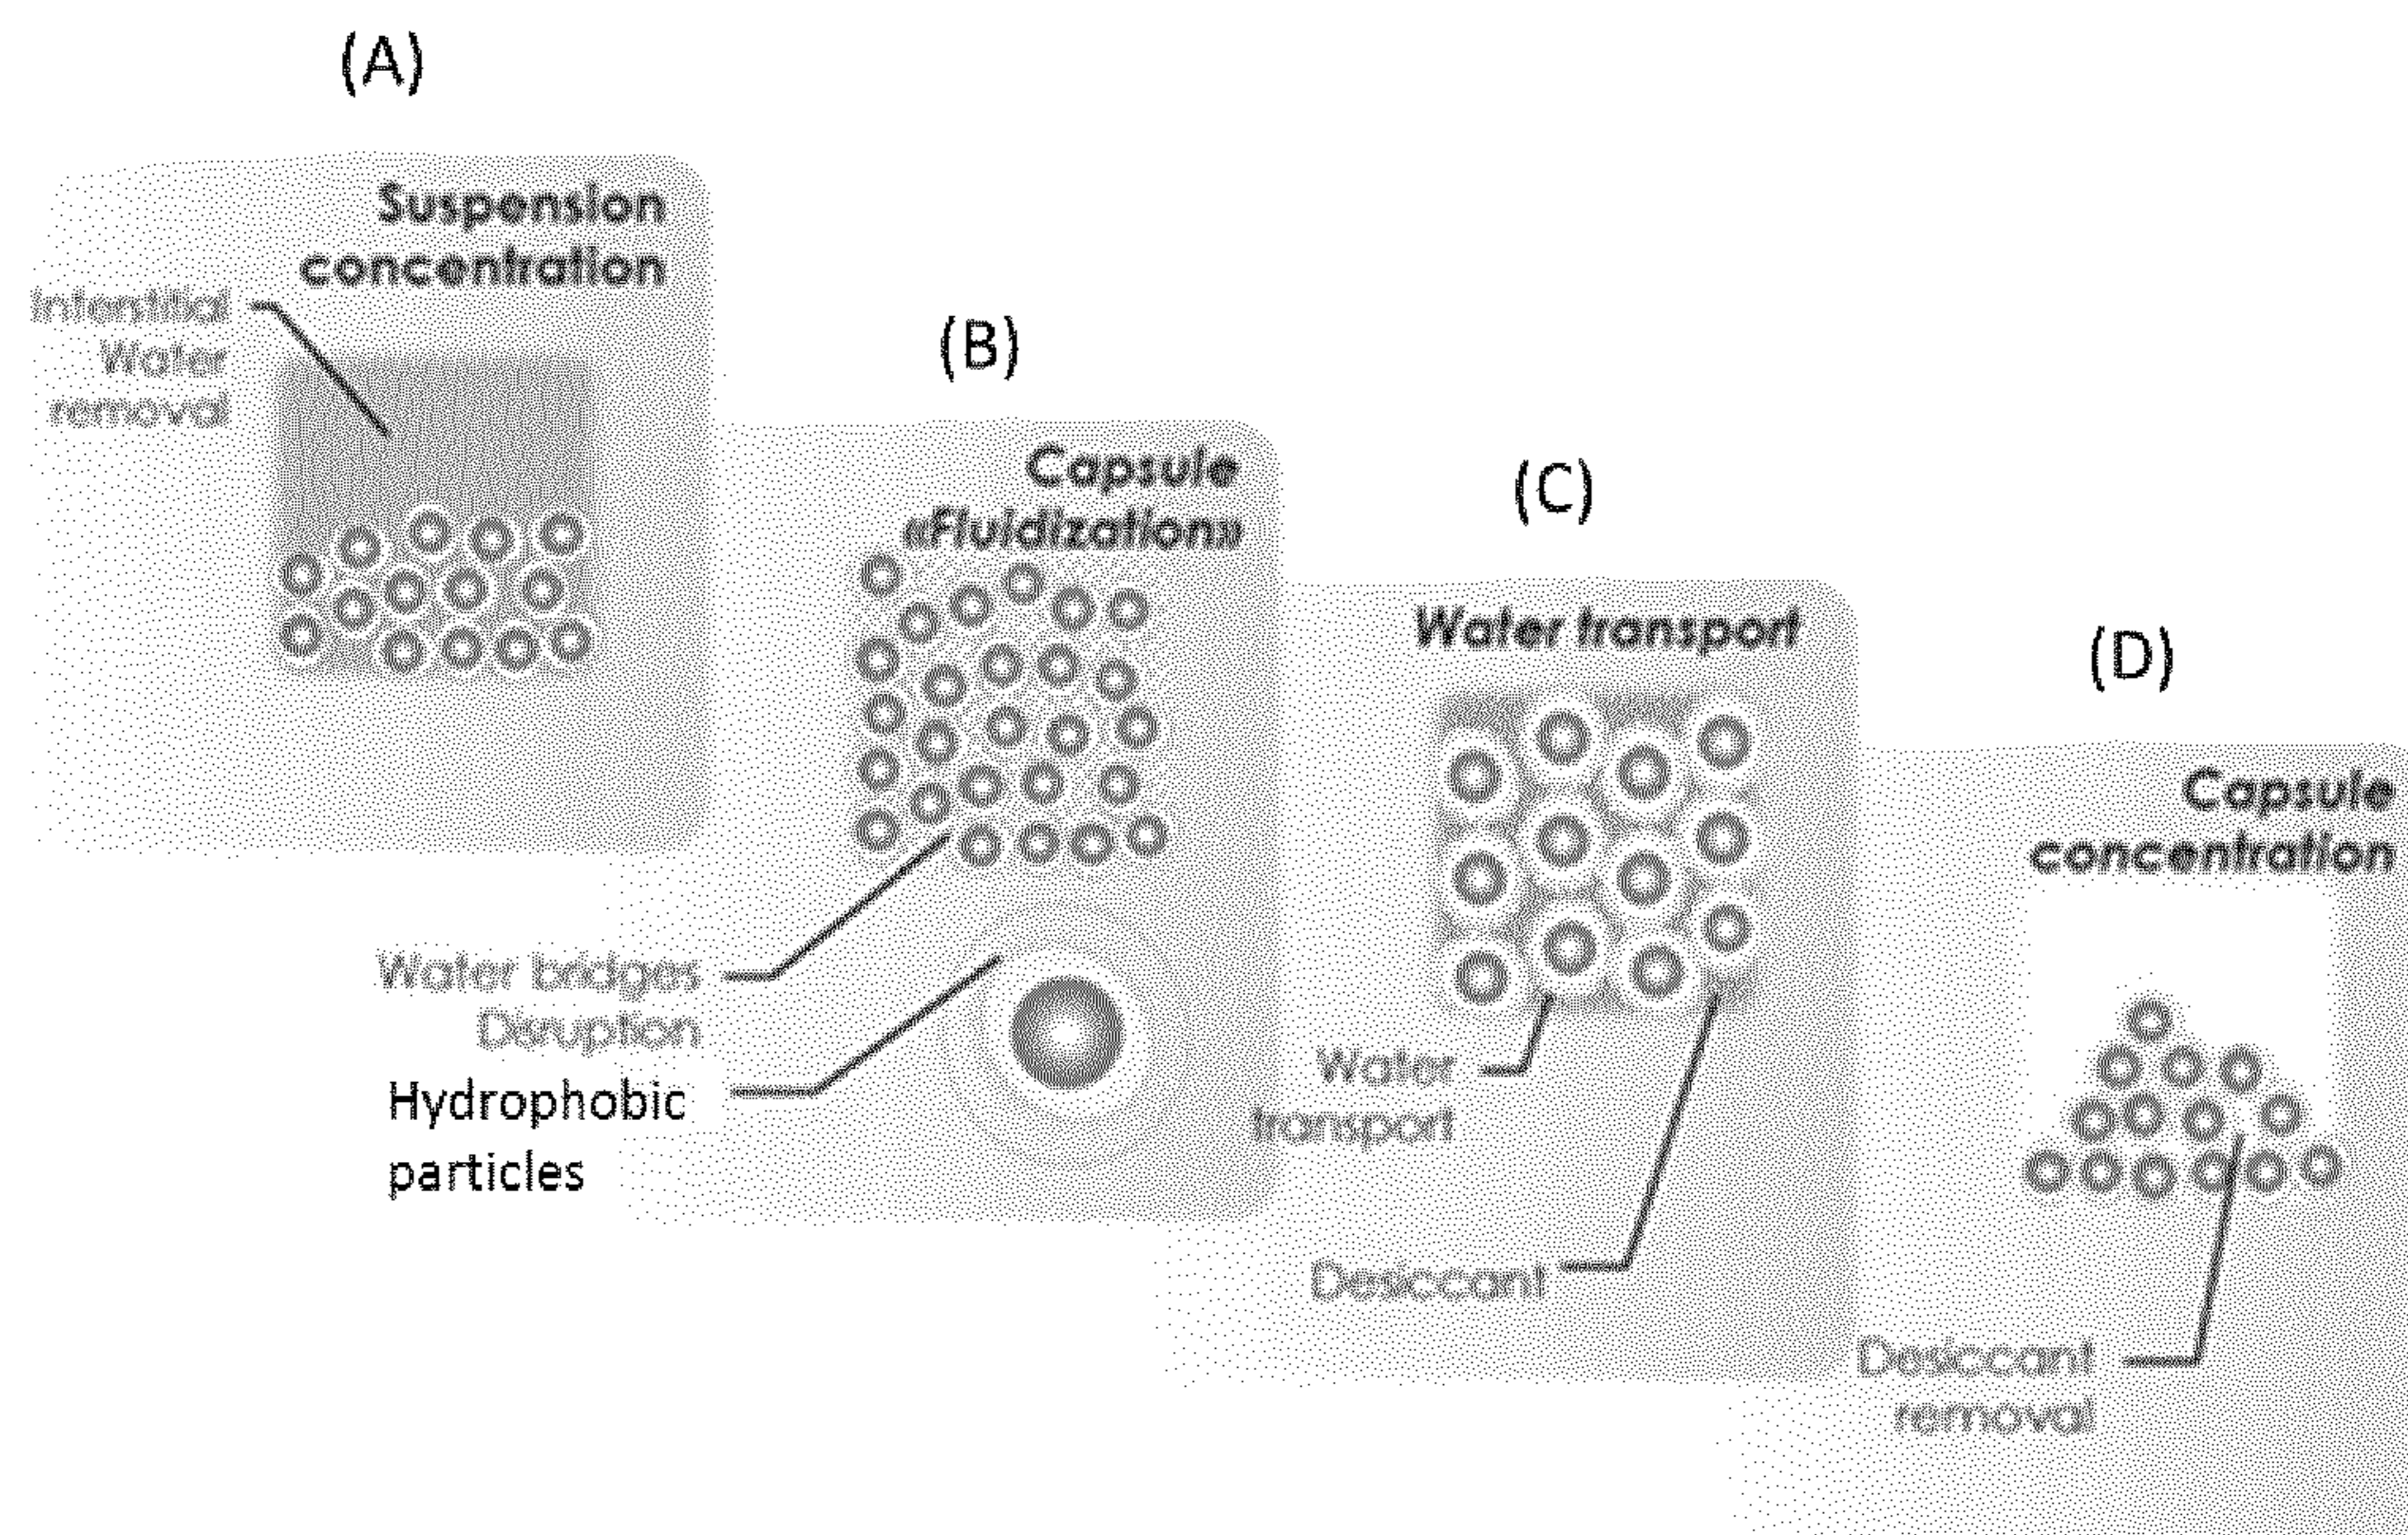 (A)
Suspension
concentration
Interstitial
Water
removal
(B)
Capsule
«Fluidization»
Water bridges
Disruption
Hydrophobic
particles
(C)
Water transport
Water
transport
Desiccant
(D)
Capsule
concentration
Desiccant
removal